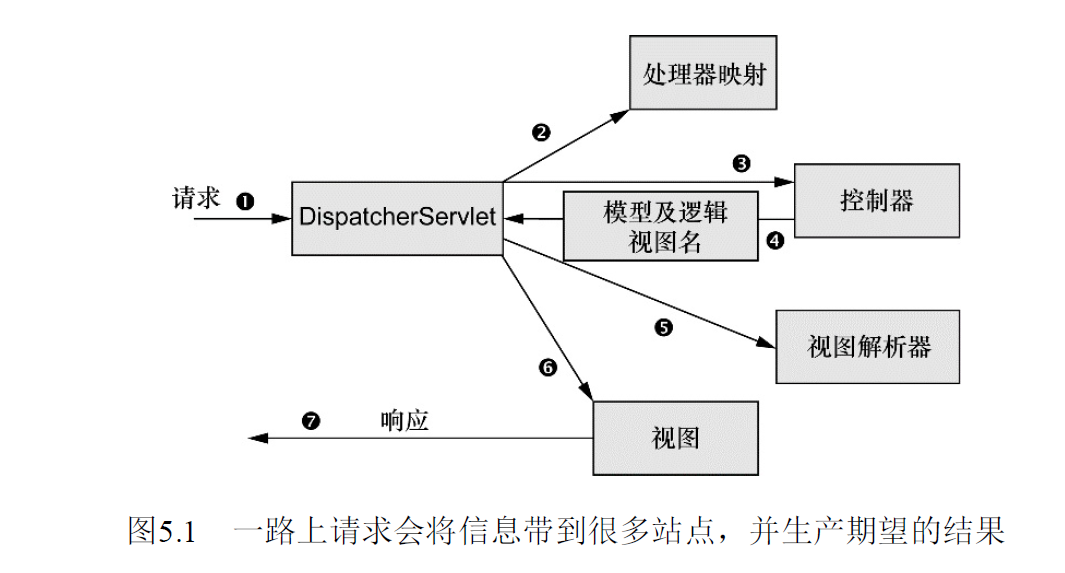 处理器映射
❷
❸
请求 ❶
DispatcherServlet
模型及逻辑
视图名
控制器
❹
❺
视图解析器
❻
❼ 响应
视图
图5.1 一路上请求会将信息带到很多站点，并生产期望的结果